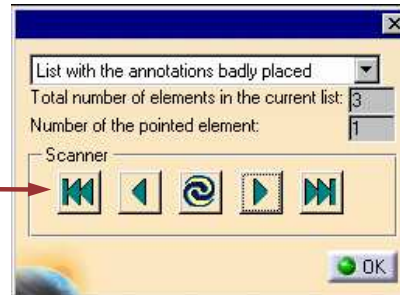 List with the annotations badly placed
Total number of elements in the current list: 3
Number of the pointed element: 1
Scanner
OK